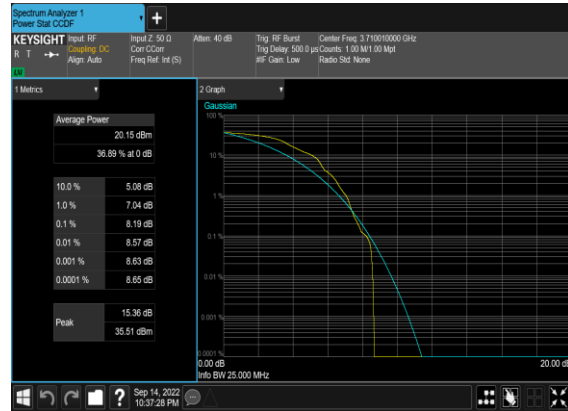 Spectrum Analyzer 1
Power Stat CCDF
+
KEYSIGHT
R T
LW
Input: RF
Coupling: DC
Align: Auto
Input Z: 50 Ω
Corr CCorr
Freq Ref: Int (S)
Atten: 40 dB
Trig: RF Burst
Trig Delay: 500.0 µs
#IF Gain: Low
Center Freq: 3.710010000 GHz
Counts: 1.00 M/1.00 Mpt
Radio Std: None
1 Metrics
Average Power
20.15 dBm
36.89 % at 0 dB
10.0 % 5.08 dB
1.0 % 7.04 dB
0.1 % 8.19 dB
0.01 % 8.57 dB
0.001 % 8.63 dB
0.0001 % 8.65 dB
Peak
15.36 dB
35.51 dBm
2 Graph
Gaussian
100 %
10 %
1 %
0.1 %
0.01 %
0.001 %
0.0001 %
0.00 dB
20.00 dB
Info BW 25.000 MHz
?
Sep 14, 2022
10:37:28 PM